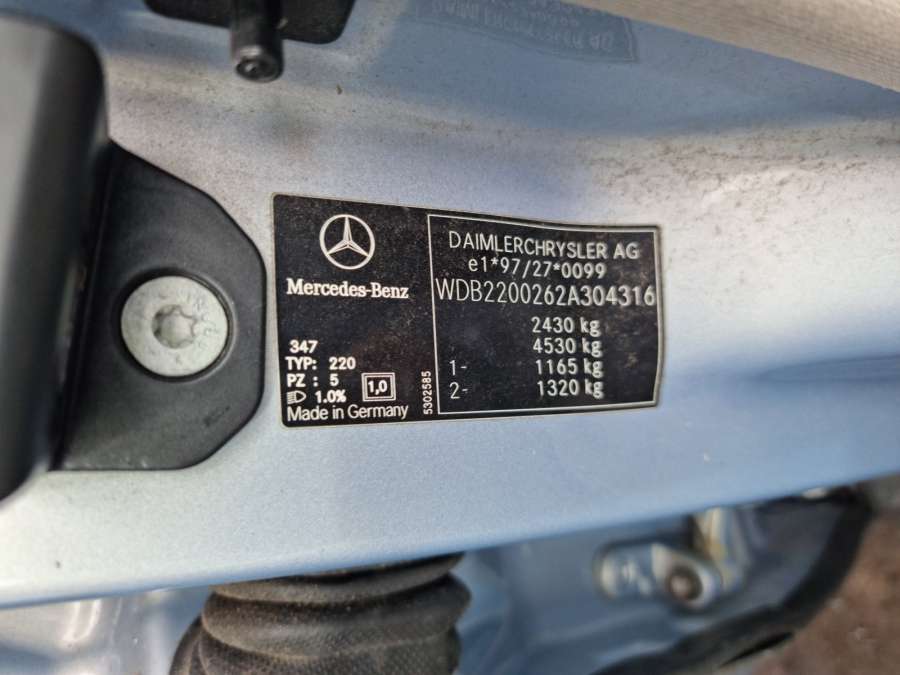 Mercedes-Benz
347
TYP: 220
PZ : 5
1.0% 1,0
Made in Germany
5302585
DAIMLERCHRYSLER AG
e1*97/27*0099
WDB2200262A304316
2430 kg
4530 kg
1- 1165 kg
2- 1320 kg